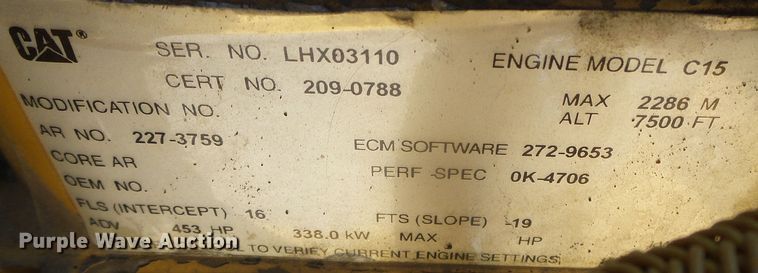 CAT® SER. NO. LHX03110 ENGINE MODEL C15
CERT NO. 209-0788 MAX 2286 M
MODIFICATION NO. ALT 7500 FT
AR NO. 227-3759 ECM SOFTWARE 272-9653
CORE AR PERF SPEC 0K-4706
OEM NO.
FLS (INTERCEPT) 16 FTS (SLOPE) -19
ADV 453 HP 338.0 kW MAX HP
TO VERIFY CURRENT ENGINE SETTINGS
Purple Wave Auction